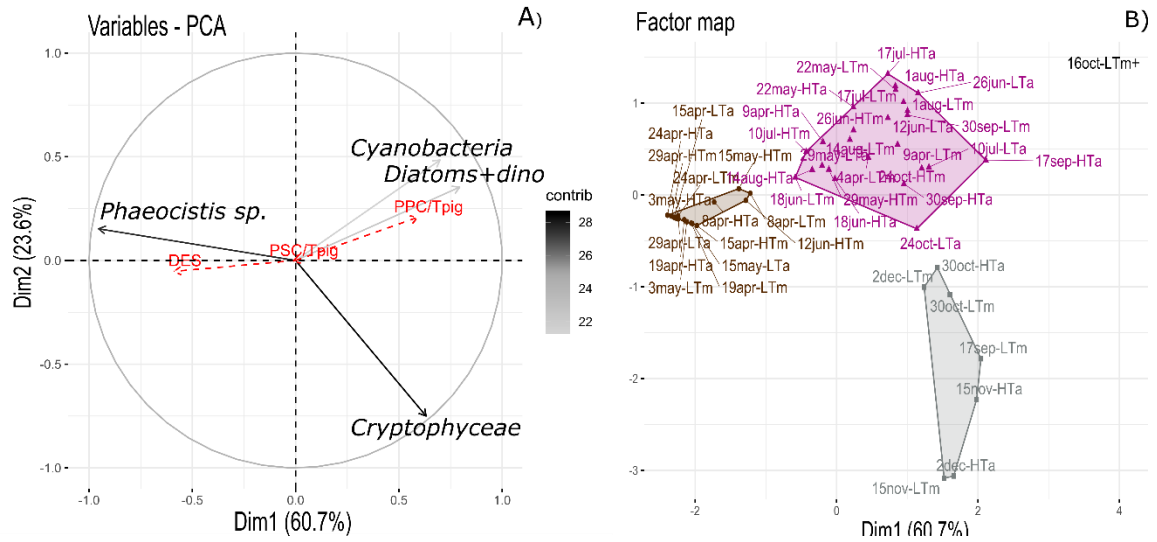 Variables - PCA
A)
1.0
0.5
0.0
-0.5
-1.0
Dim2 (23.6%)
Cyanobacteria
Diatoms+dino
Phaeocistis sp.
PPC/Tpig
PSC/Tpig
DES
Cryptophyceae
-1.0
-0.5
0.0
0.5
1.0
Dim1 (60.7%)
contrib
28
26
24
22
Factor map
B)
16oct-LTm+
17jul-HTa
22may-LTm
1aug-HTa
26jun-LTa
22may-HTa
17jul-LTm
1aug-LTm
15apr-LTa
9apr-HTa
26jun-HTm
12jun-LTa
30sep-LTm
24apr-HTa
10jul-HTm
14aug-LTm
10jul-LTa
29apr-HTm
15may-HTm
29may-LTa
9apr-LTm
17sep-HTa
24apr-LTm
14aug-HTa
4apr-LTm
24oct-HTm
3may-HTa
18jun-LTm
29may-HTm
30sep-HTa
8apr-HTa
8apr-LTm
18jun-HTa
29apr-LTa
15apr-HTm
12jun-HTm
24oct-LTa
19apr-HTa
15may-LTa
3may-LTm
19apr-LTm
2dec-LTm
30oct-HTa
30oct-LTm
17sep-LTm
15nov-HTa
2dec-HTa
15nov-LTm
1
0
-1
-2
-3
-2
0
2
4
Dim1 (60.7%)